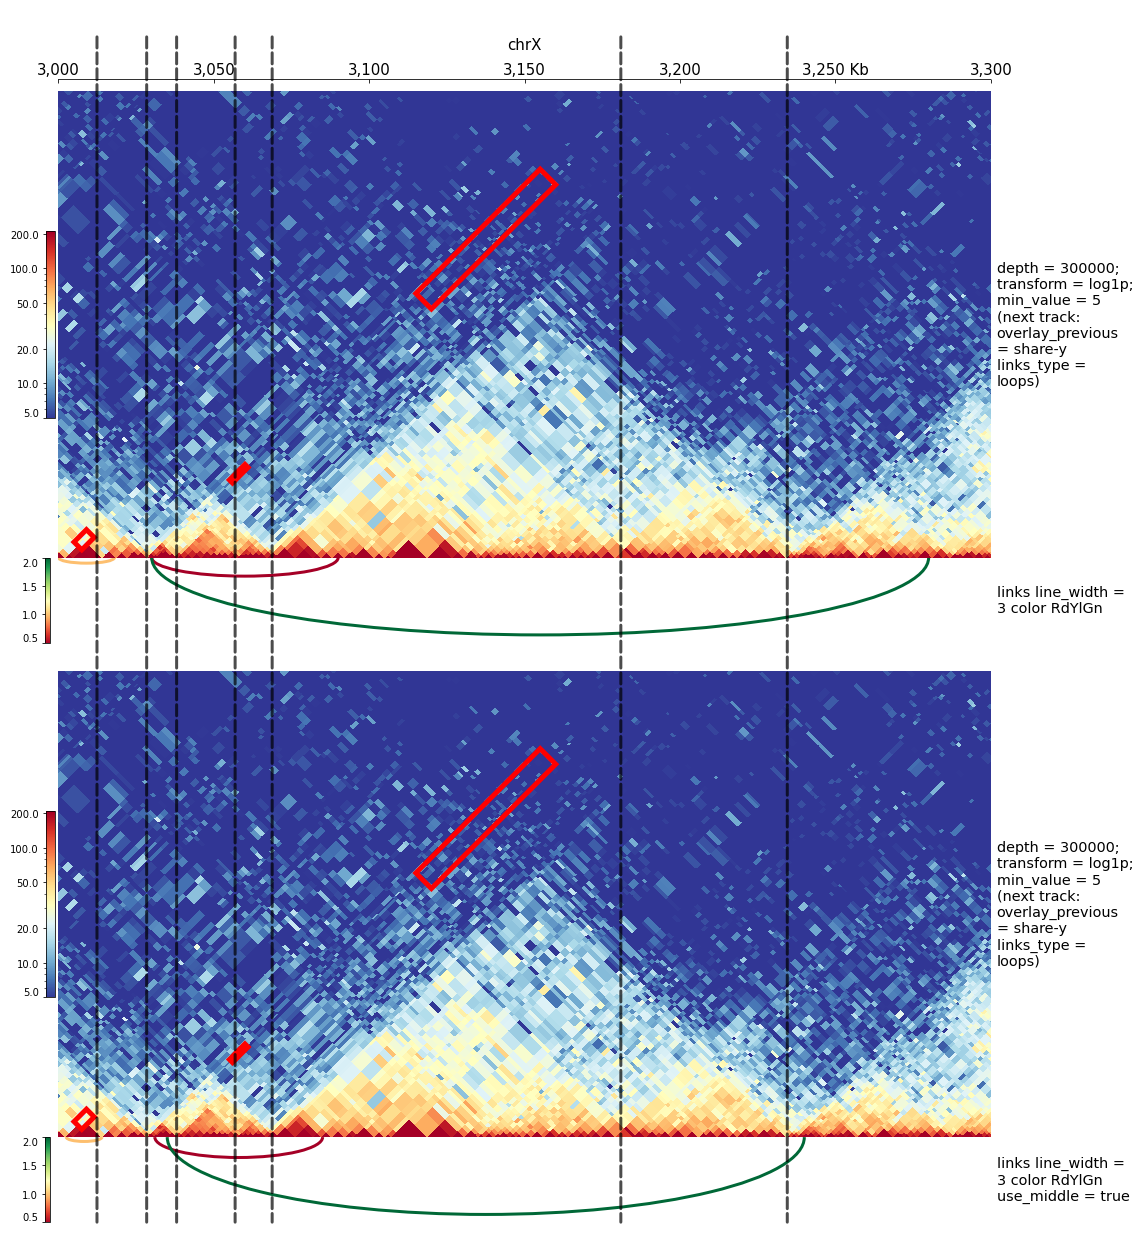 chrX
3,000 3,050 3,100 3,150 3,200 3,250 Kb 3,300
200.0
100.0
50.0
20.0
10.0
5.0
depth = 300000;
transform = log1p;
min_value = 5
(next track:
overlay_previous
= share-y
links_type =
loops)
2.0
1.5
1.0
0.5
links line_width =
3 color RdYlGn
200.0
100.0
50.0
20.0
10.0
5.0
depth = 300000;
transform = log1p;
min_value = 5
(next track:
overlay_previous
= share-y
links_type =
loops)
2.0
1.5
1.0
0.5
links line_width =
3 color RdYlGn
use_middle = true